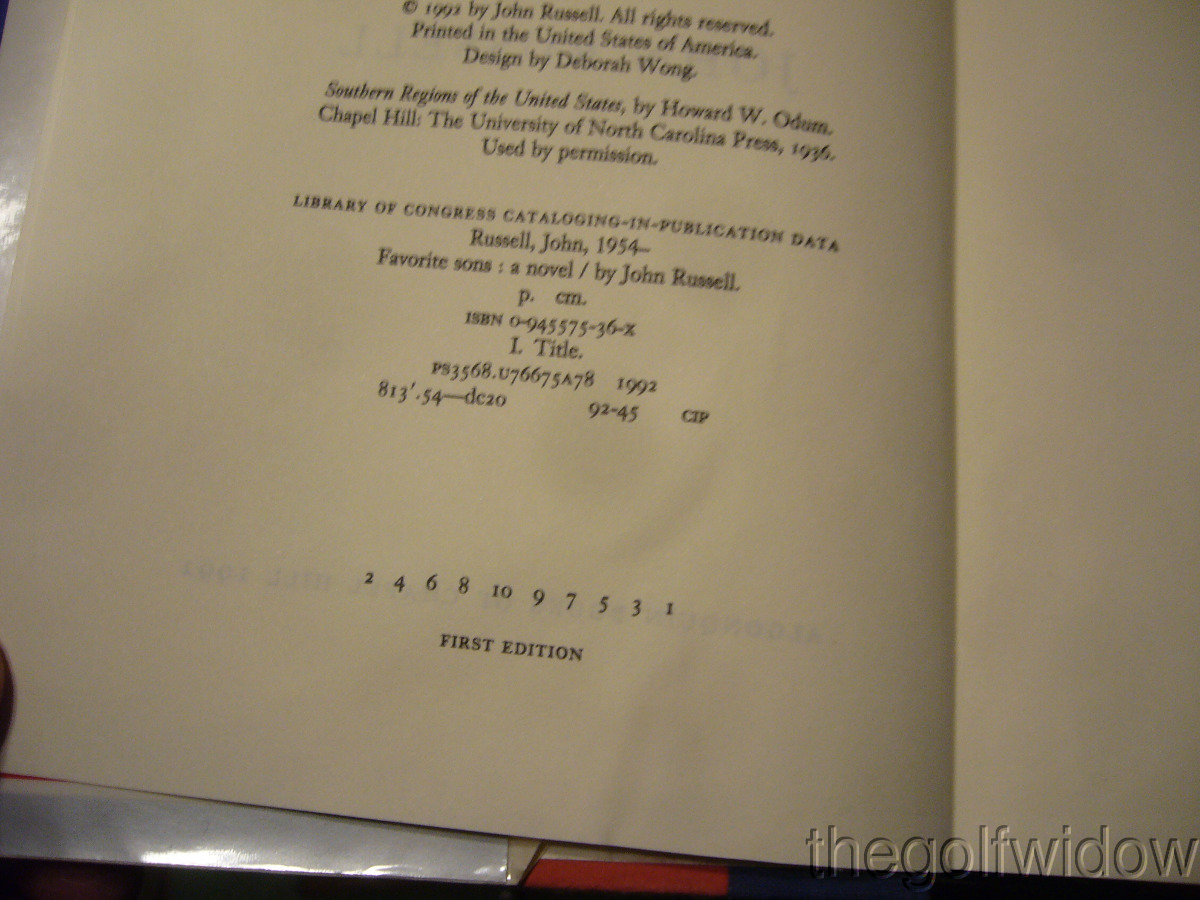 © 1992 by John Russell. All rights reserved.
Printed in the United States of America.
Design by Deborah Wong.
Southern Regions of the United States, by Howard W. Odum.
Chapel Hill: The University of North Carolina Press, 1936.
Used by permission.
LIBRARY OF CONGRESS CATALOGING-IN-PUBLICATION DATA
Russell, John, 1954–
Favorite sons : a novel / by John Russell.
p. cm.
ISBN 0-945575-36-X
I. Title.
PS3568.U76675A78 1992
813'.54—dc20 92-45 CIP
2 4 6 8 10 9 7 5 3 1
FIRST EDITION
thegolfwidow